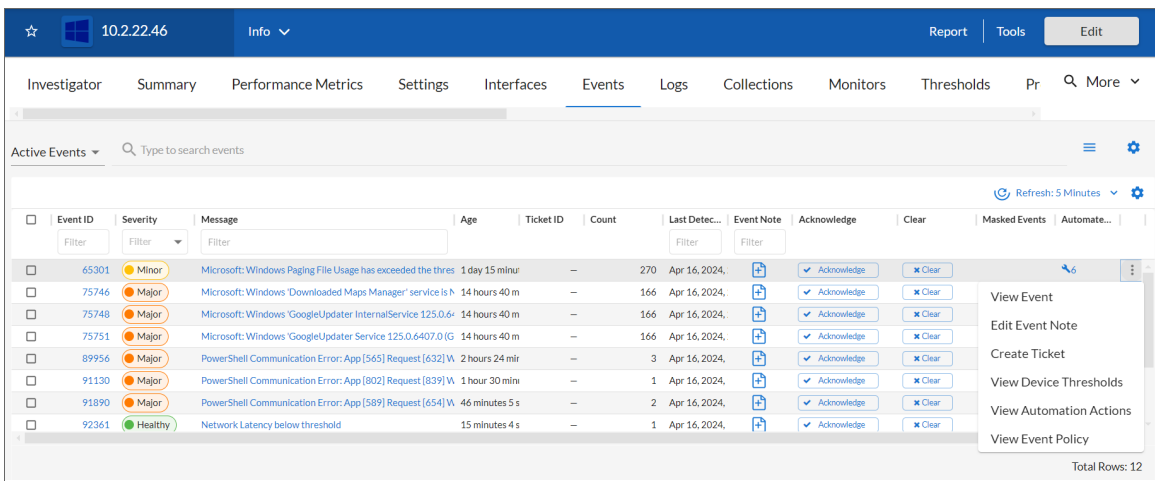 10.2.22.46 Info Report Tools Edit
Investigator Summary Performance Metrics Settings Interfaces Events Logs Collections Monitors Thresholds Pr More
Active Events Type to search events
Refresh: 5 Minutes
Event ID Severity Message Age Ticket ID Count Last Detec... Event Note Acknowledge Clear Masked Events Automate...
Filter Filter Filter Filter Filter
65301 Minor Microsoft: Windows Paging File Usage has exceeded the thres 1 day 15 minut — 270 Apr 16, 2024, Acknowledge Clear 6
75746 Major Microsoft: Windows 'Downloaded Maps Manager' service is N 14 hours 40 m — 166 Apr 16, 2024, Acknowledge Clear
75748 Major Microsoft: Windows 'GoogleUpdater InternalService 125.0.64 14 hours 40 m — 166 Apr 16, 2024, Acknowledge Clear
75751 Major Microsoft: Windows 'GoogleUpdater Service 125.0.6407.0 (G 14 hours 40 m — 166 Apr 16, 2024, Acknowledge Clear
89956 Major PowerShell Communication Error: App [565] Request [632] W 2 hours 24 min — 3 Apr 16, 2024, Acknowledge Clear
91130 Major PowerShell Communication Error: App [802] Request [839] W 1 hour 30 minu — 1 Apr 16, 2024, Acknowledge Clear
91890 Major PowerShell Communication Error: App [589] Request [654] W 46 minutes 5 s — 2 Apr 16, 2024, Acknowledge Clear
92361 Healthy Network Latency below threshold 15 minutes 4 s — 1 Apr 16, 2024, Acknowledge Clear
View Event
Edit Event Note
Create Ticket
View Device Thresholds
View Automation Actions
View Event Policy
Total Rows: 12